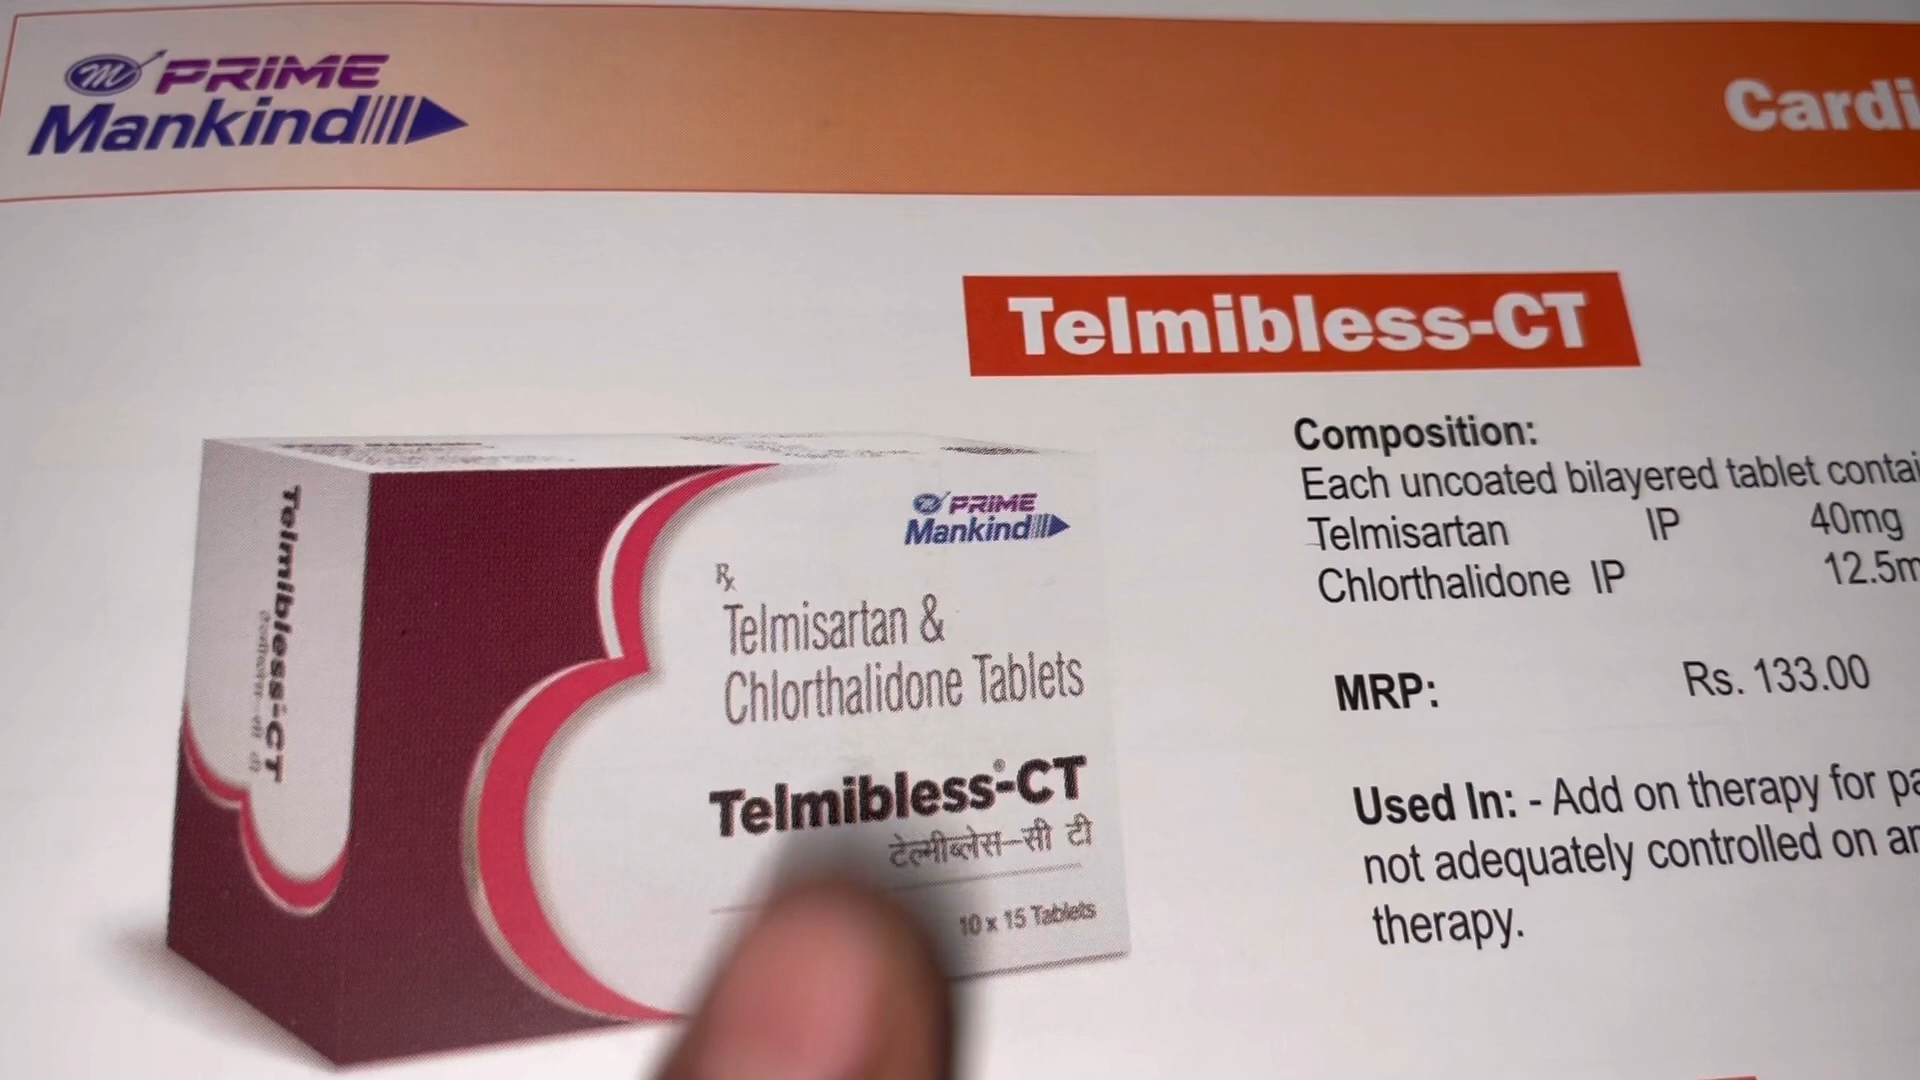 PRIME
Mankind
Cardi
Telmibless-CT
Composition:
Each uncoated bilayered tablet contai
Telmisartan IP 40mg
Chlorthalidone IP 12.5m
MRP: Rs. 133.00
Used In: - Add on therapy for pa
not adequately controlled on an
therapy.
Telmibless-CT
PRIME
Mankind
Rx
Telmisartan &
Chlorthalidone Tablets
Telmibless®-CT
टेल्मीब्लेस–सी टी
10 x 15 Tablets